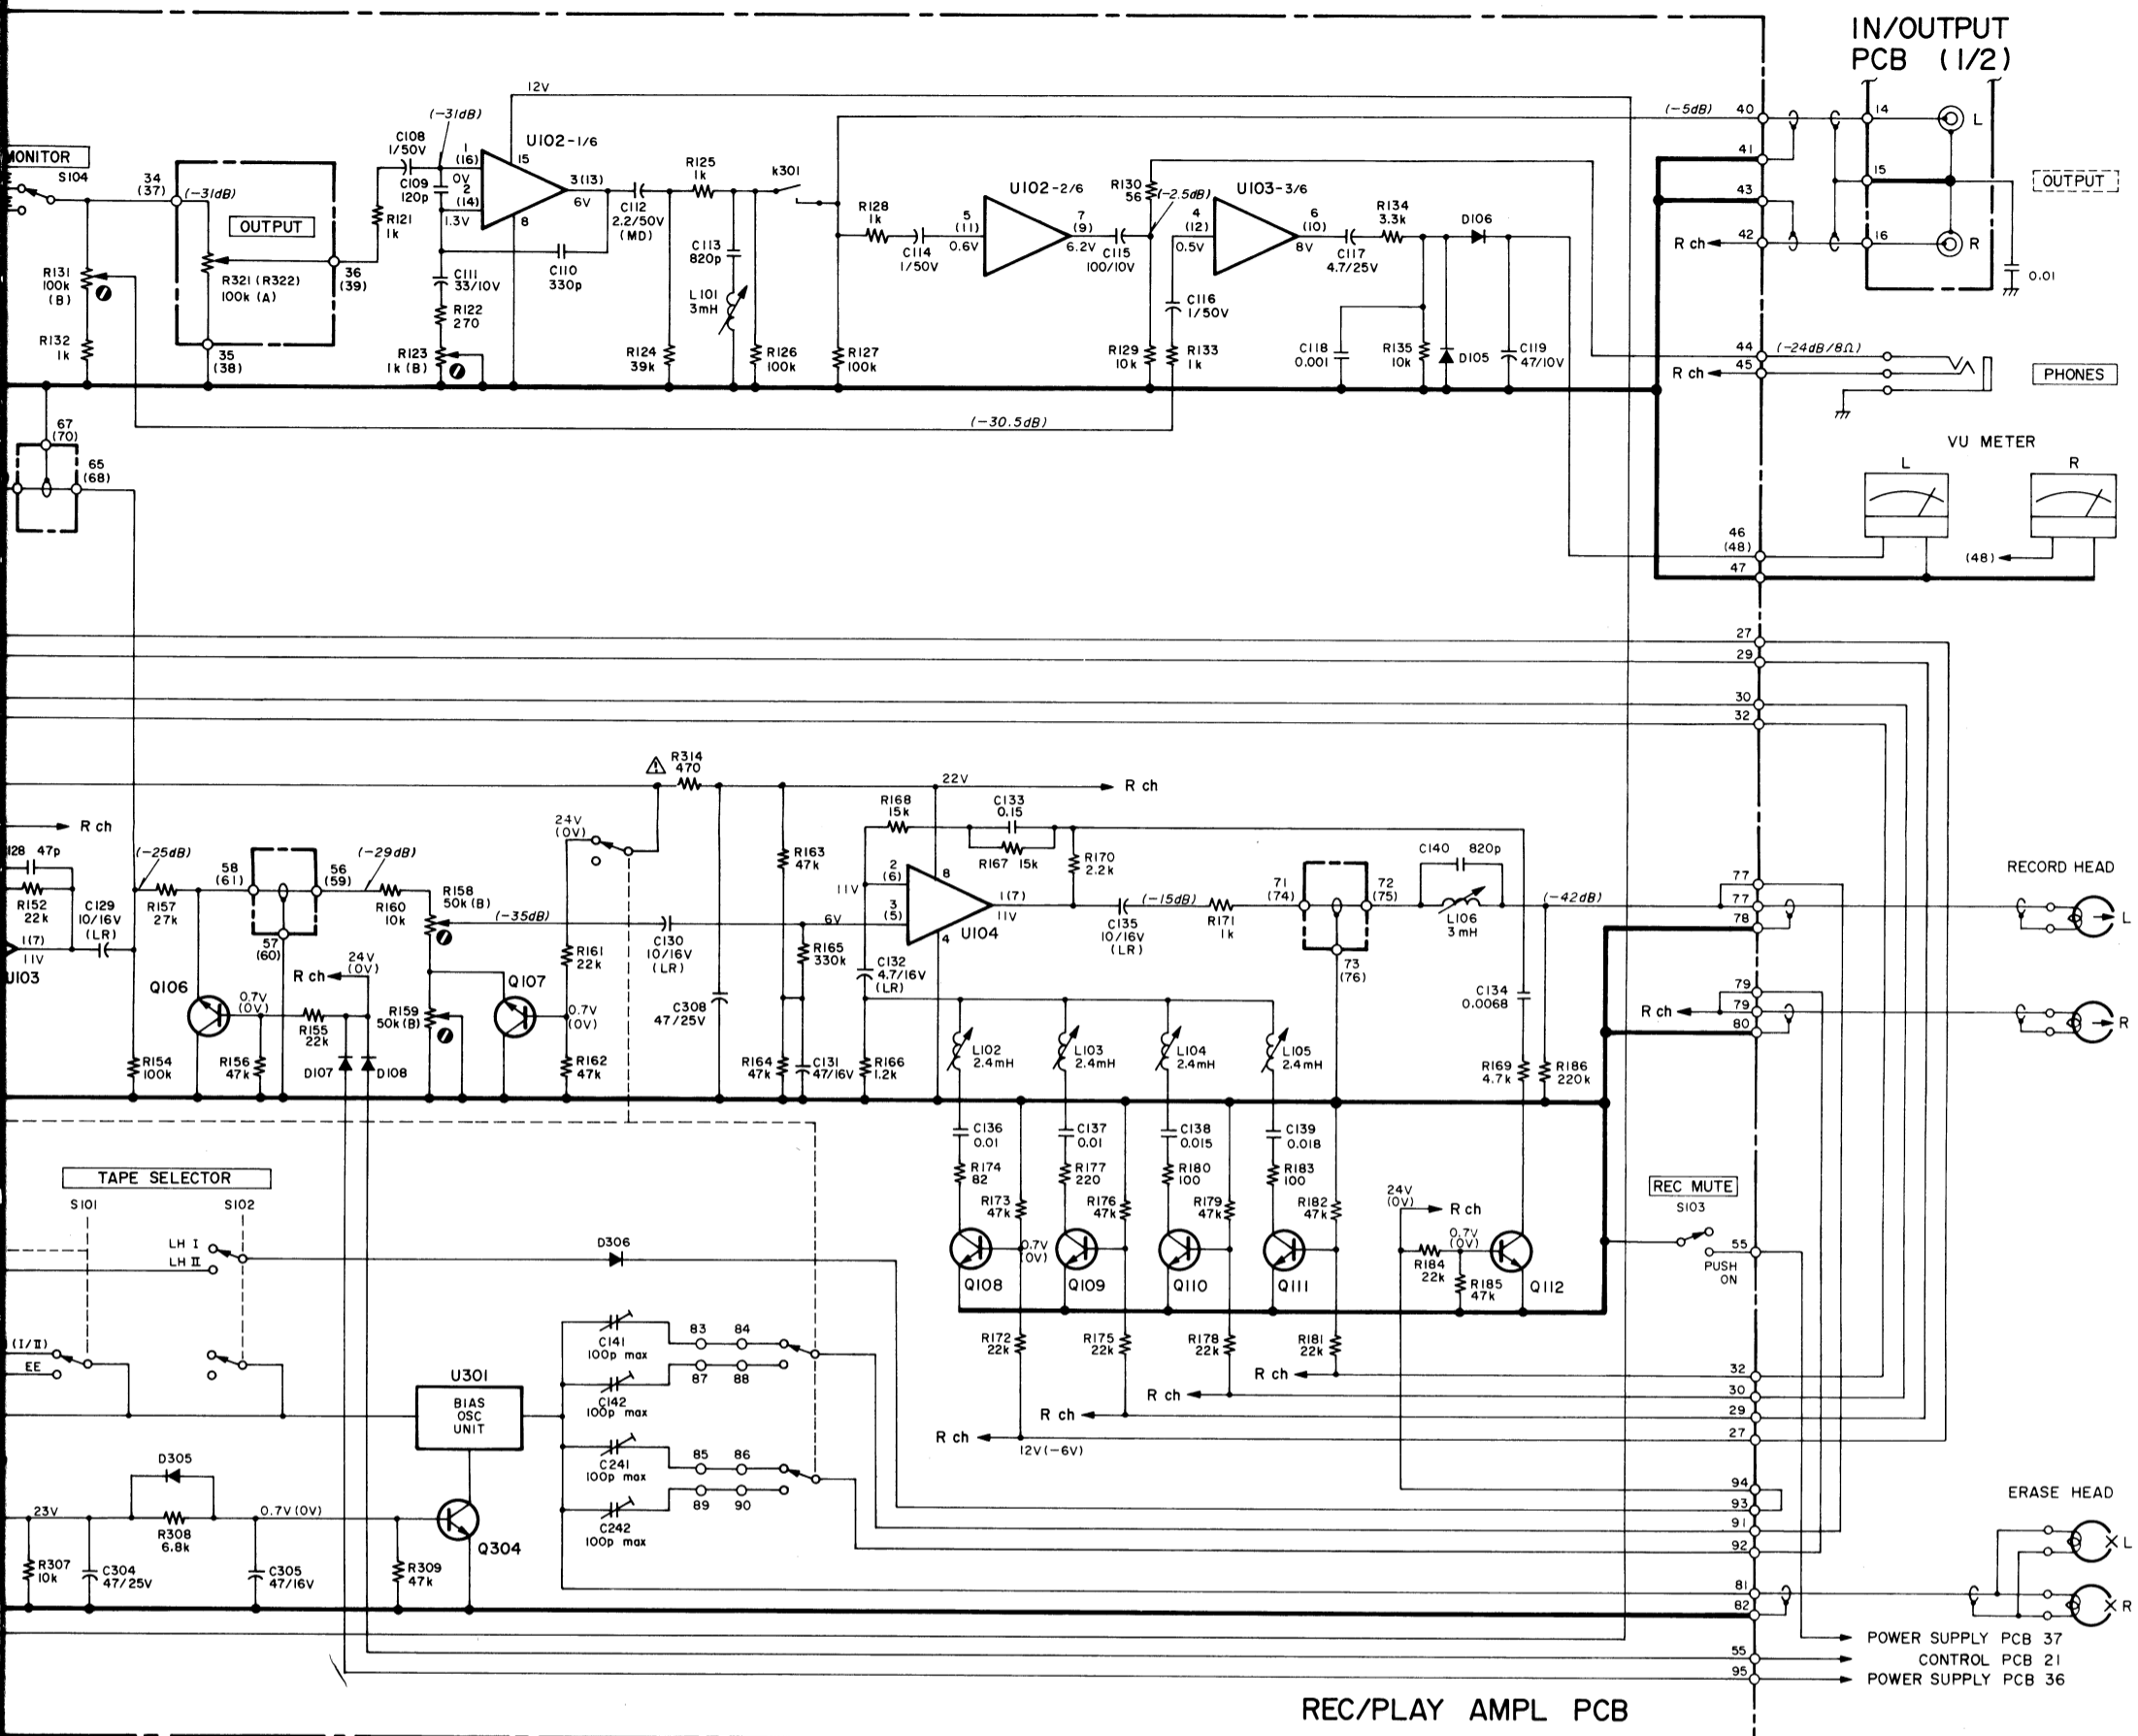 IN/OUTPUT
PCB (1/2)
12V
(-31dB)
C108
1/50V
U102-1/6
1
(16)
15
0V
C109
120p
2
(14)
1.3V
3(13)
6V
8
MONITOR
S104
34
(37)
(-31dB)
OUTPUT
R121
1k
R321 (R322)
100k (A)
36
(39)
35
(38)
R131
100k
(B)
R132
1k
C111
33/10V
C110
330p
R122
270
R123
1k (B)
C112
2.2/50V
(MD)
R125
1k
k301
C113
820p
L101
3mH
R124
39k
R126
100k
R127
100k
R128
1k
C114
1/50V
U102-2/6
5
(11)
0.6V
7
(9)
6.2V
C115
100/10V
R130
56
(-2.5dB)
U103-3/6
4
(12)
0.5V
6
(10)
8V
C117
4.7/25V
R134
3.3k
D106
C116
1/50V
R129
10k
R133
1k
C118
0.001
R135
10k
D105
C119
47/10V
(-30.5dB)
(-5dB)
40
41
43
R ch
42
14
15
16
L
R
OUTPUT
0.01
44
(-24dB/8Ω)
R ch
45
PHONES
VU METER
L
R
46
(48)
(48)
47
67
(70)
65
(68)
27
29
30
32
R314
470
22V
R ch
R ch
128 47p
(-25dB)
R152
22k
C129
10/16V
(LR)
1(7)
11V
U103
R157
27k
58
(61)
56
(59)
57
(60)
(-29dB)
R160
10k
R158
50k (B)
(-35dB)
24V
(0V)
R ch
24V
(0V)
Q106
0.7V
(0V)
R155
22k
R154
100k
R156
47k
D107
D108
R159
50k (B)
Q107
R161
22k
0.7V
(0V)
R162
47k
C130
10/16V
(LR)
C308
47/25V
R163
47k
6V
R165
330k
R164
47k
C131
47/16V
R168
15k
C133
0.15
R167 15k
R170
2.2k
2
(6)
11V
3
(5)
8
1(7)
11V
U104
4
C132
4.7/16V
(LR)
R166
1.2k
C135
10/16V
(LR)
(-15dB)
R171
1k
71
(74)
72
(75)
73
(76)
C140 820p
L106
3mH
(-42dB)
77
77
78
79
R ch
79
80
RECORD HEAD
L
R
C134
0.0068
R169
4.7k
R186
220k
L102
2.4mH
L103
2.4mH
L104
2.4mH
L105
2.4mH
C136
0.01
C137
0.01
C138
0.015
C139
0.018
R174
82
R177
220
R180
100
R183
100
R173
47k
R176
47k
R179
47k
R182
47k
Q108
0.7V
(0V)
Q109
Q110
Q111
24V
(0V)
R ch
0.7V
(0V)
R184
22k
R185
47k
Q112
REC MUTE
S103
55
PUSH
ON
R172
22k
R175
22k
R178
22k
R181
22k
R ch
R ch
R ch
R ch
12V (-6V)
32
30
29
27
94
93
91
92
81
82
55
95
TAPE SELECTOR
S101
S102
LH I
LH II
D306
(I/II)
EE
U301
BIAS
OSC
UNIT
C141
100p max
83
84
87
88
C142
100p max
C241
100p max
85
86
89
90
C242
100p max
D305
23V
R308
6.8k
0.7V (0V)
R307
10k
C304
47/25V
C305
47/16V
R309
47k
Q304
ERASE HEAD
L
R
POWER SUPPLY PCB 37
CONTROL PCB 21
POWER SUPPLY PCB 36
REC/PLAY AMPL PCB